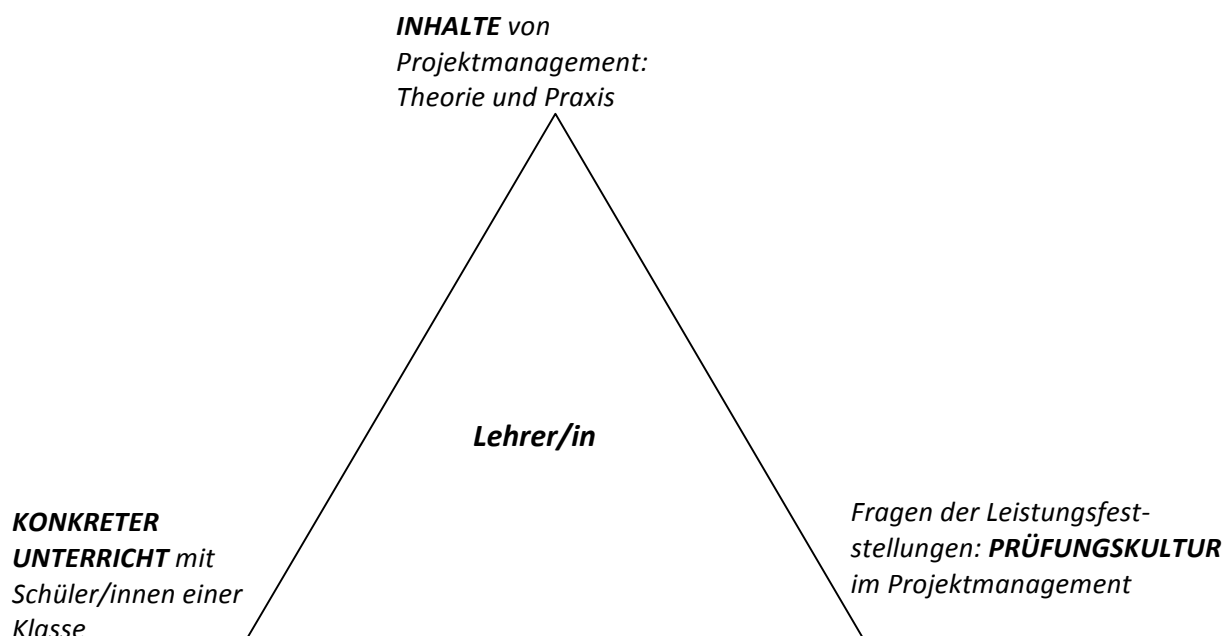 INHALTE von
Projektmanagement:
Theorie und Praxis
Lehrer/in
KONKRETER
UNTERRICHT mit
Schüler/innen einer
Klasse
Fragen der Leistungsfest-
stellungen: PRÜFUNGSKULTUR
im Projektmanagement